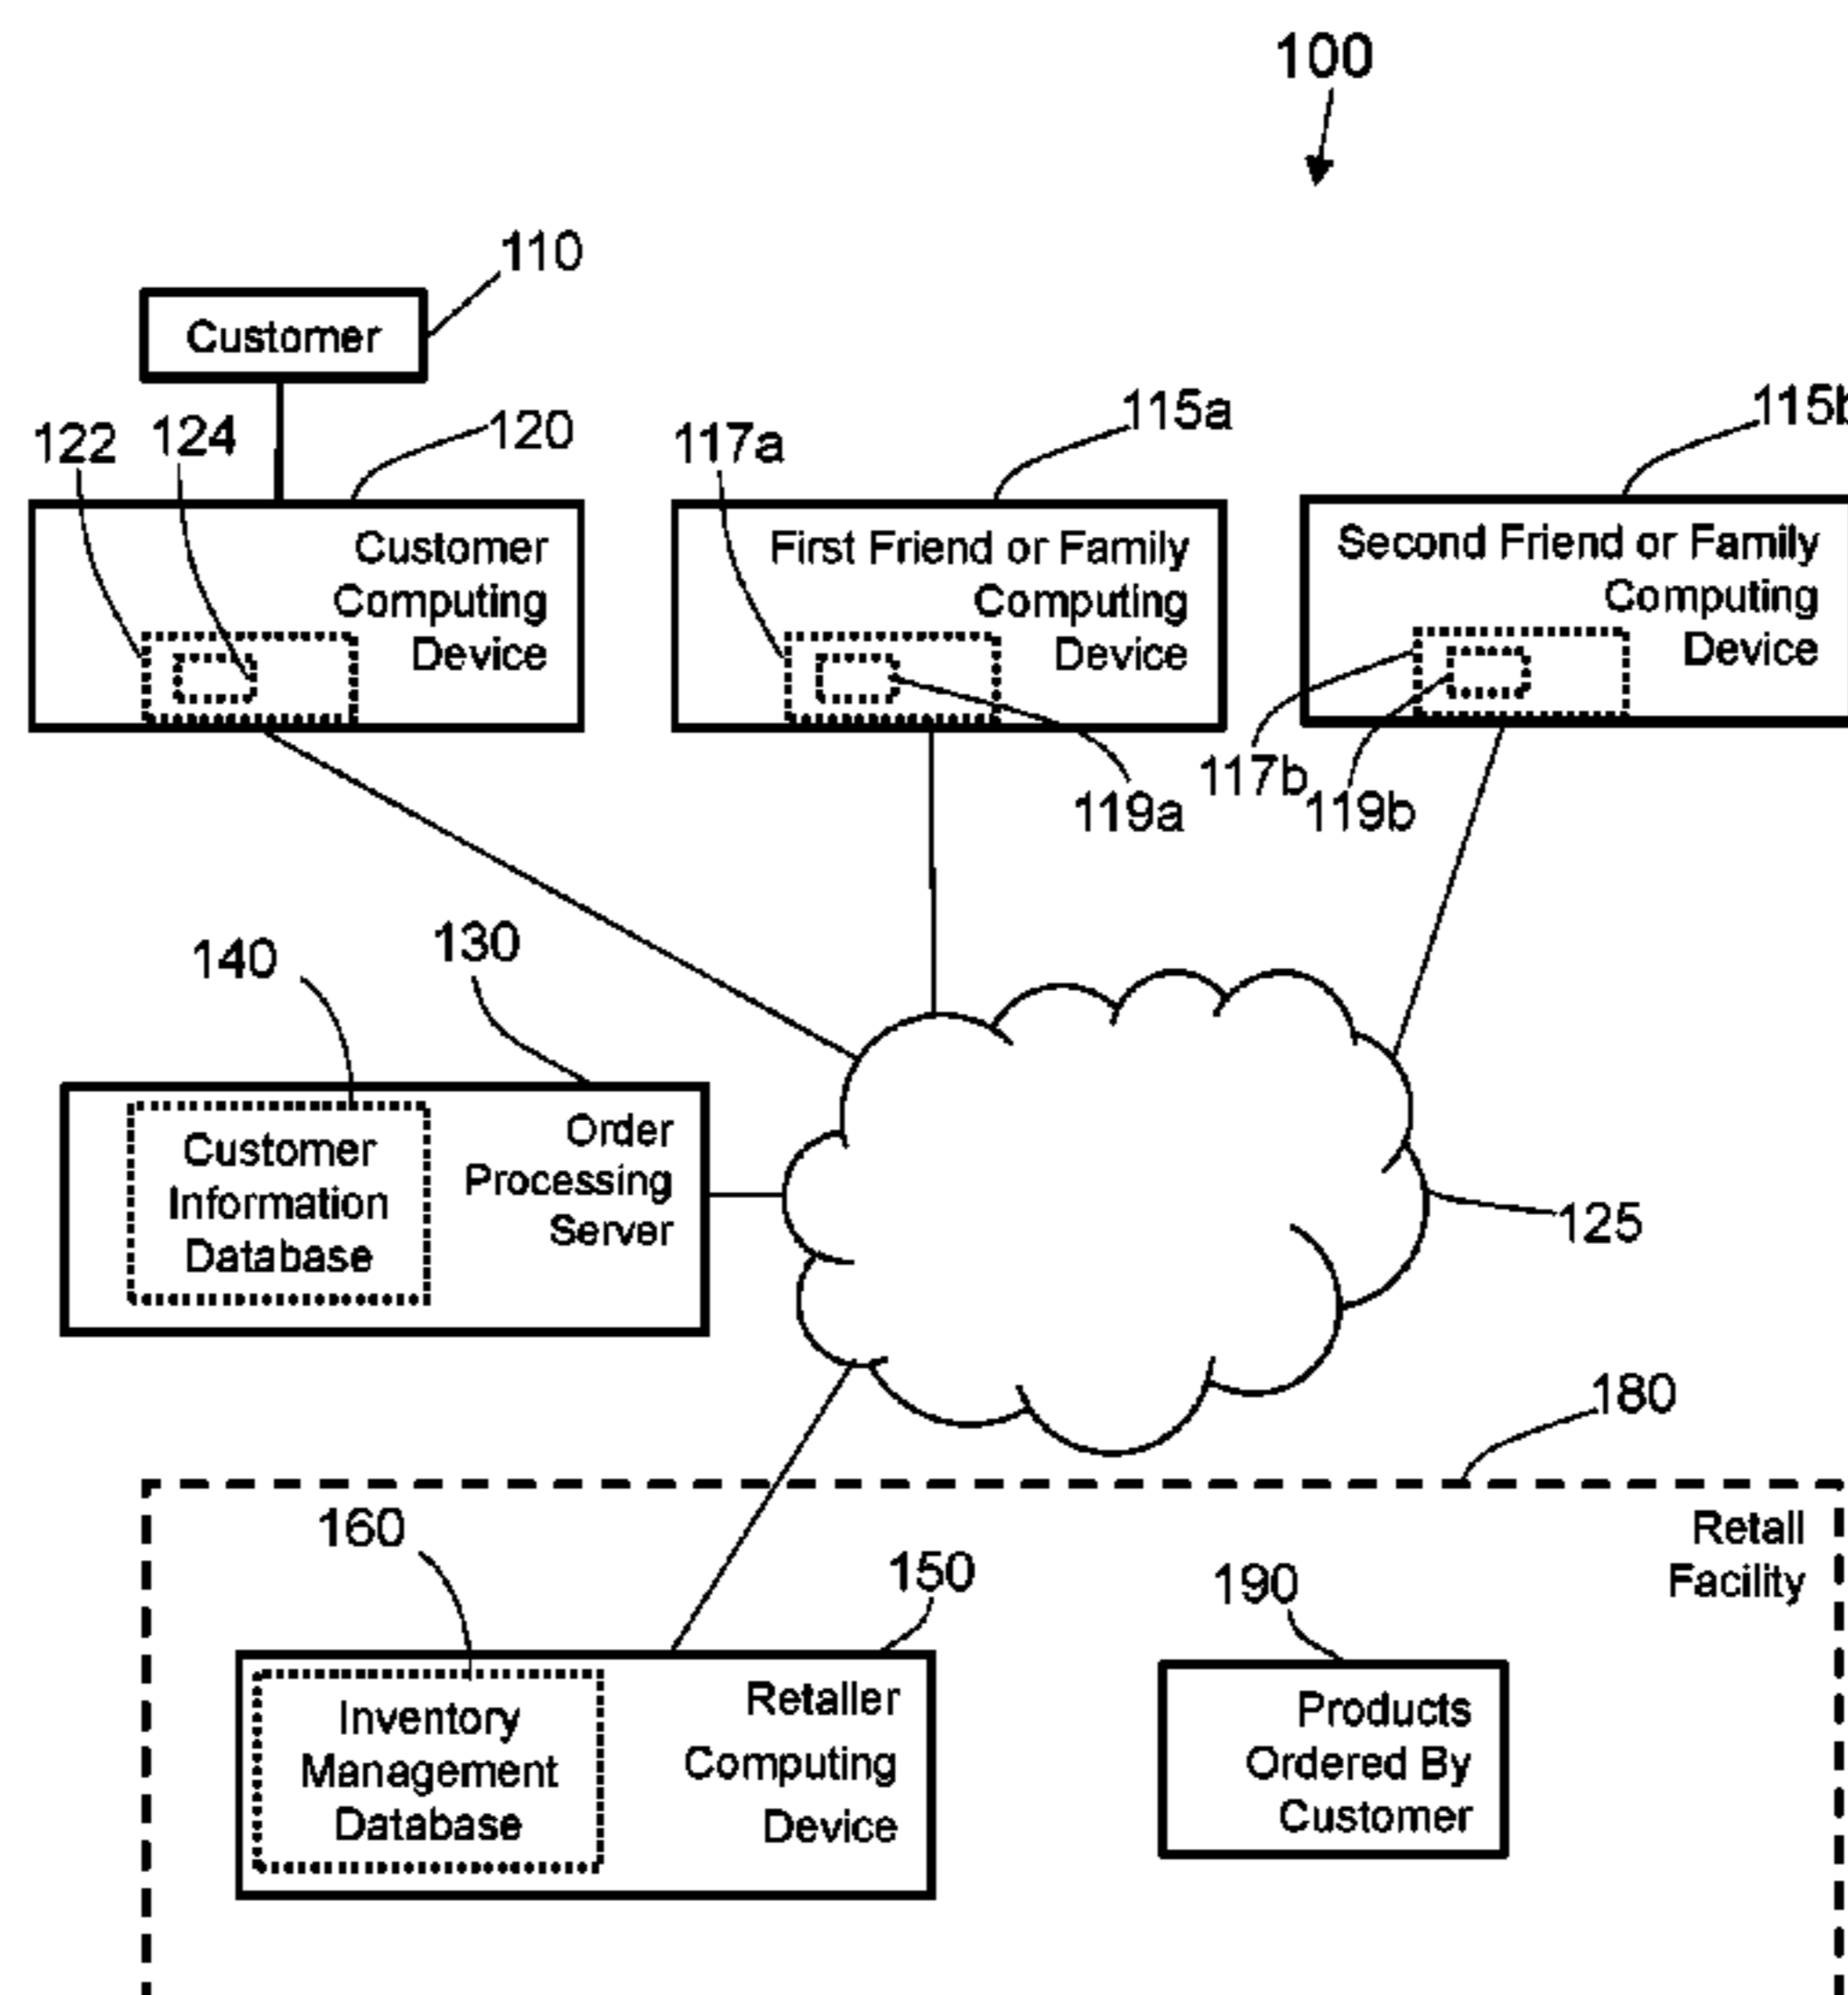 100
110
Customer
122
124
120
117a
115a
115b
Customer
Computing
Device
First Friend or Family
Computing
Device
Second Friend or Family
Computing
Device
119a
117b
119b
140
130
Customer
Information
Database
Order
Processing
Server
125
180
Retail
Facility
160
150
190
Inventory
Management
Database
Retailer
Computing
Device
Products
Ordered By
Customer